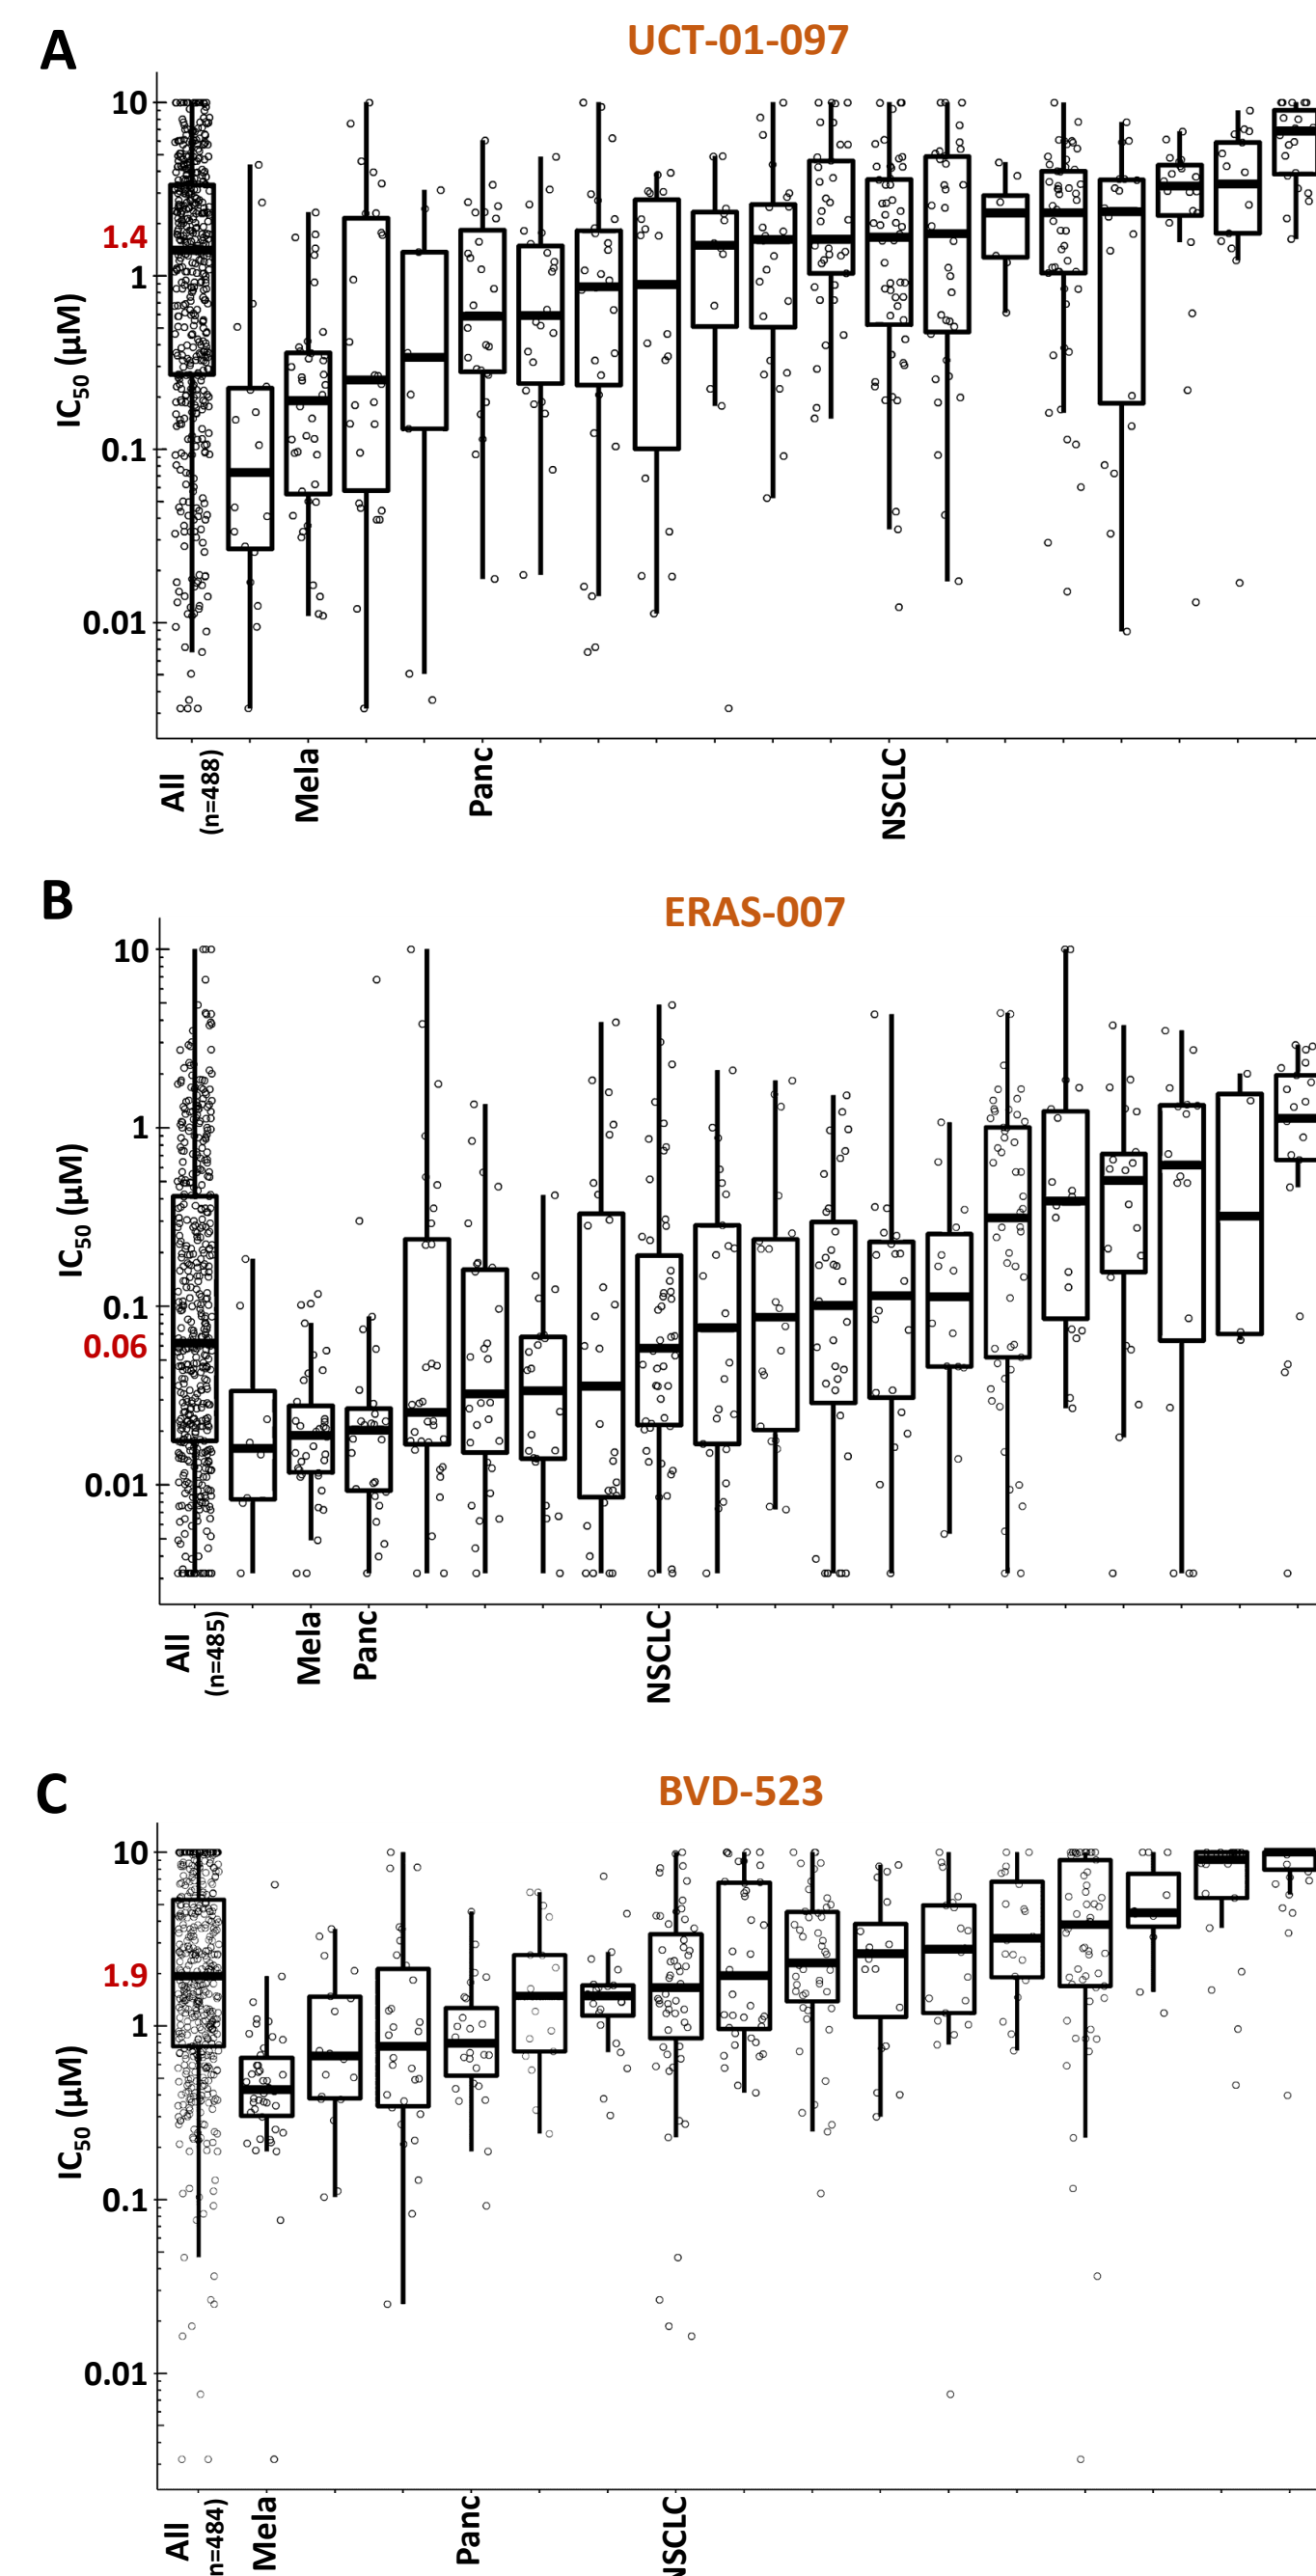 A
UCT-01-097
10
1.4
1
0.1
0.01
IC50 (µM)
All
(n=488)
Mela
Panc
NSCLC
B
ERAS-007
10
1
0.1
0.06
0.01
IC50 (µM)
All
(n=485)
Mela
Panc
NSCLC
C
BVD-523
10
1.9
1
0.1
0.01
IC50 (µM)
All
n=484)
Mela
Panc
NSCLC